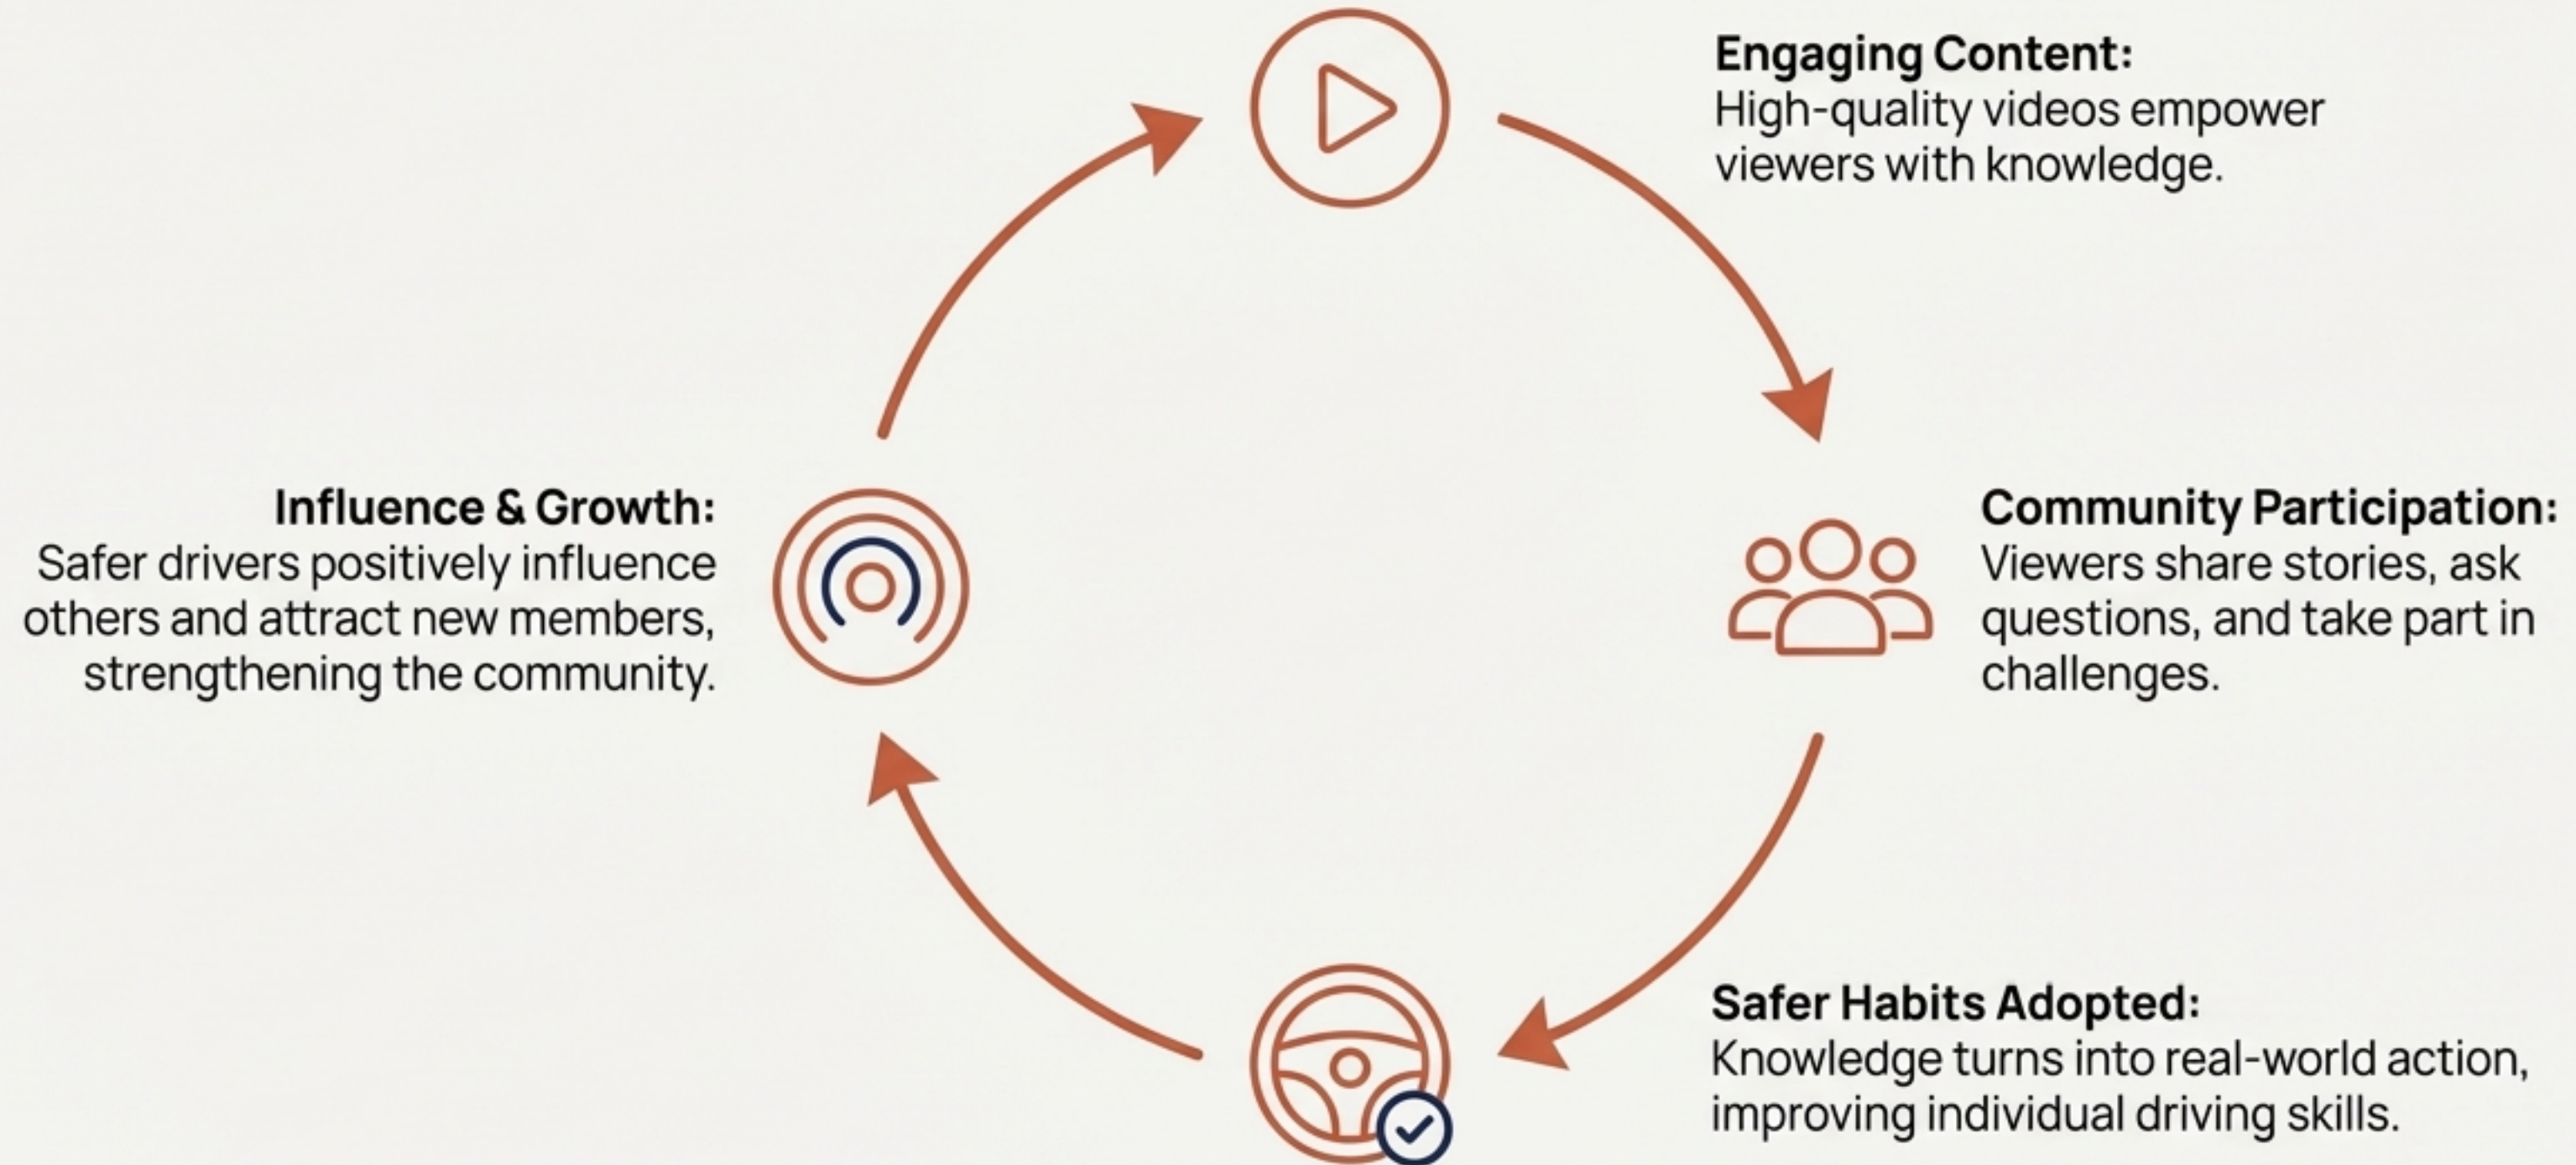 Engaging Content:
High-quality videos empower
viewers with knowledge.
Community Participation:
Viewers share stories, ask
questions, and take part in
challenges.
Safer Habits Adopted:
Knowledge turns into real-world action,
improving individual driving skills.
Influence & Growth:
Safer drivers positively influence
others and attract new members,
strengthening the community.